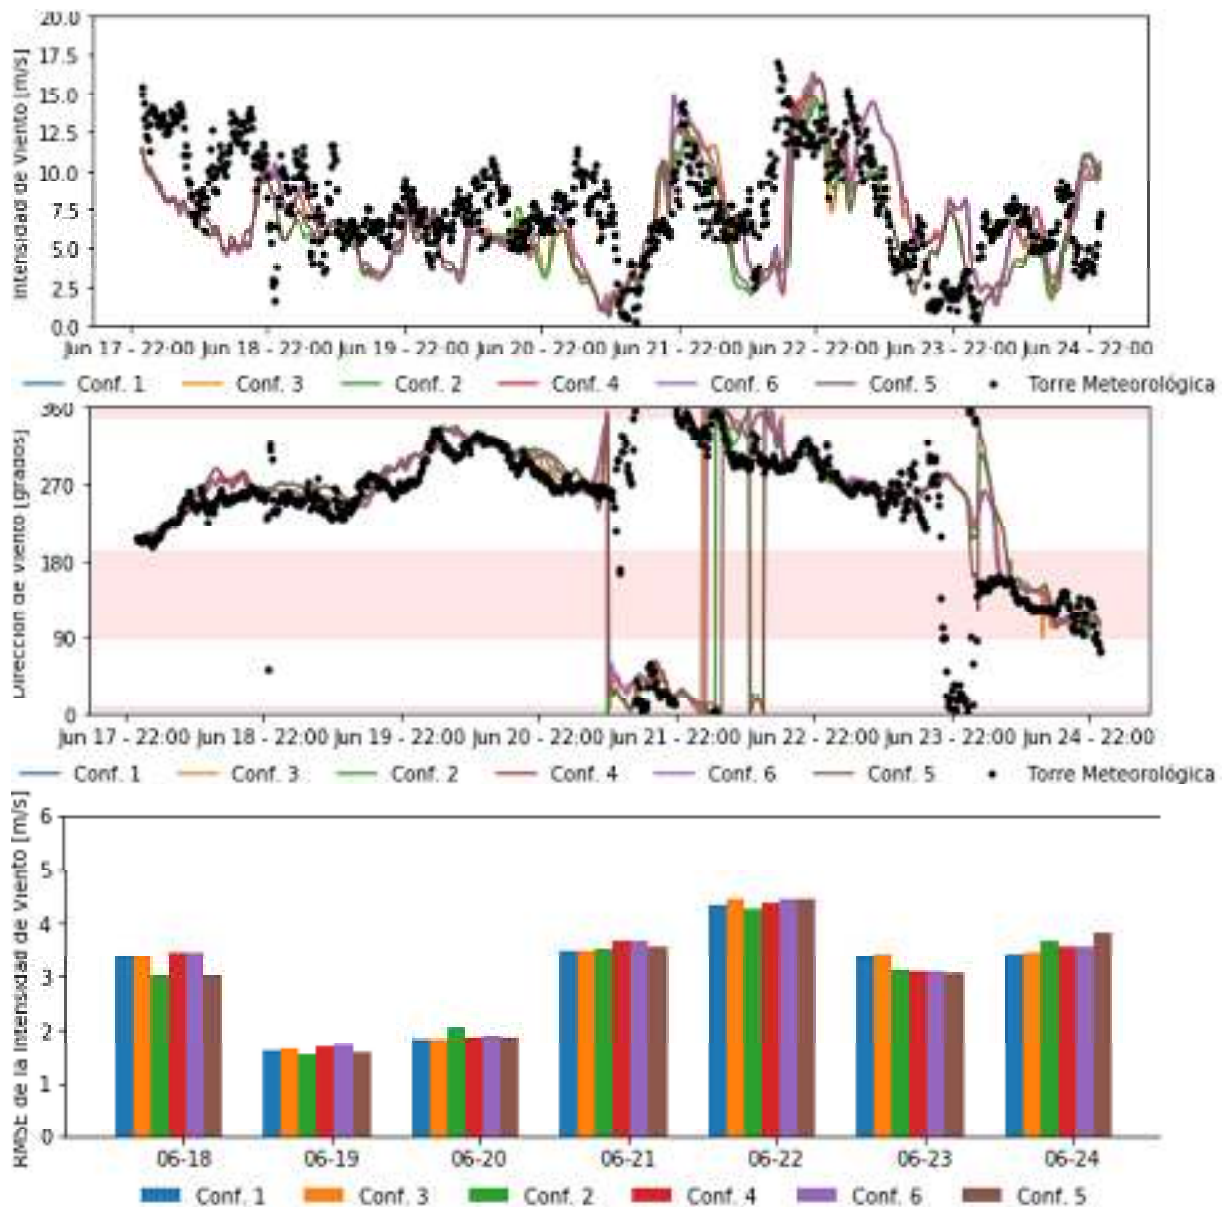 Intensidad de Viento [m/s]
20.0
17.5
15.0
12.5
10.0
7.5
5.0
2.5
0.0
Jun 17 - 22:00 Jun 18 - 22:00 Jun 19 - 22:00 Jun 20 - 22:00 Jun 21 - 22:00 Jun 22 - 22:00 Jun 23 - 22:00 Jun 24 - 22:00
Conf. 1 Conf. 3 Conf. 2 Conf. 4 Conf. 6 Conf. 5 Torre Meteorológica
Dirección de Viento [grados]
360
270
180
90
0
Jun 17 - 22:00 Jun 18 - 22:00 Jun 19 - 22:00 Jun 20 - 22:00 Jun 21 - 22:00 Jun 22 - 22:00 Jun 23 - 22:00 Jun 24 - 22:00
Conf. 1 Conf. 3 Conf. 2 Conf. 4 Conf. 6 Conf. 5 Torre Meteorológica
RMSE de la Intensidad de Viento [m/s]
6
5
4
3
2
1
0
06-18 06-19 06-20 06-21 06-22 06-23 06-24
Conf. 1 Conf. 3 Conf. 2 Conf. 4 Conf. 6 Conf. 5